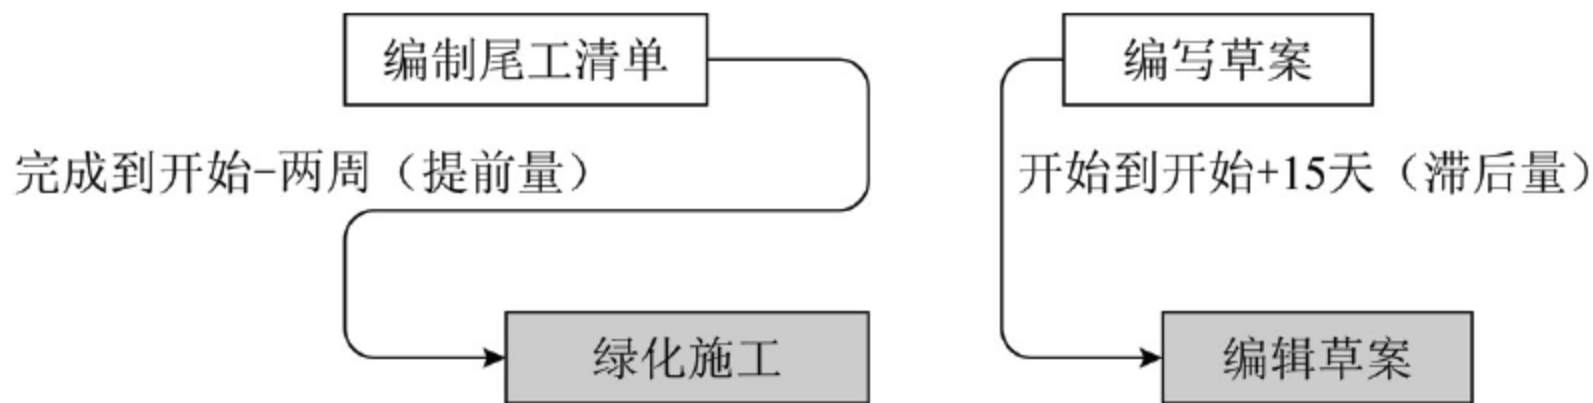 编制尾工清单
编写草案
完成到开始-两周（提前量）
开始到开始+15天（滞后量）
绿化施工
编辑草案